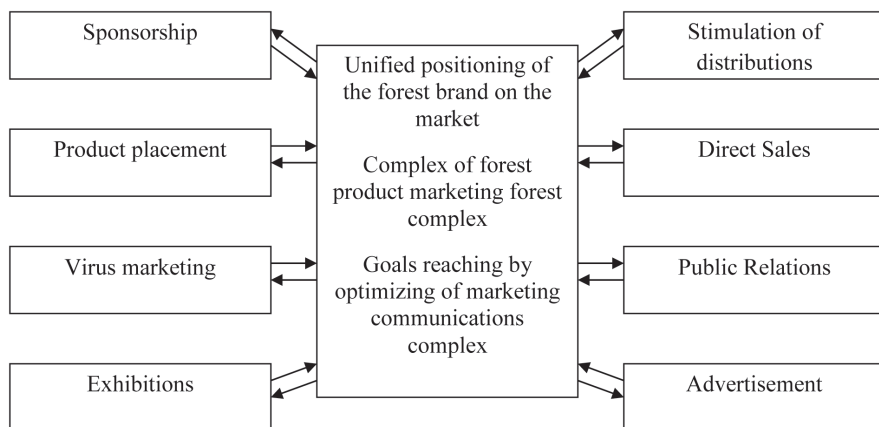 Sponsorship
Product placement
Virus marketing
Exhibitions
Unified positioning of
the forest brand on the
market
Complex of forest
product marketing forest
complex
Goals reaching by
optimizing of marketing
communications
complex
Stimulation of
distributions
Direct Sales
Public Relations
Advertisement